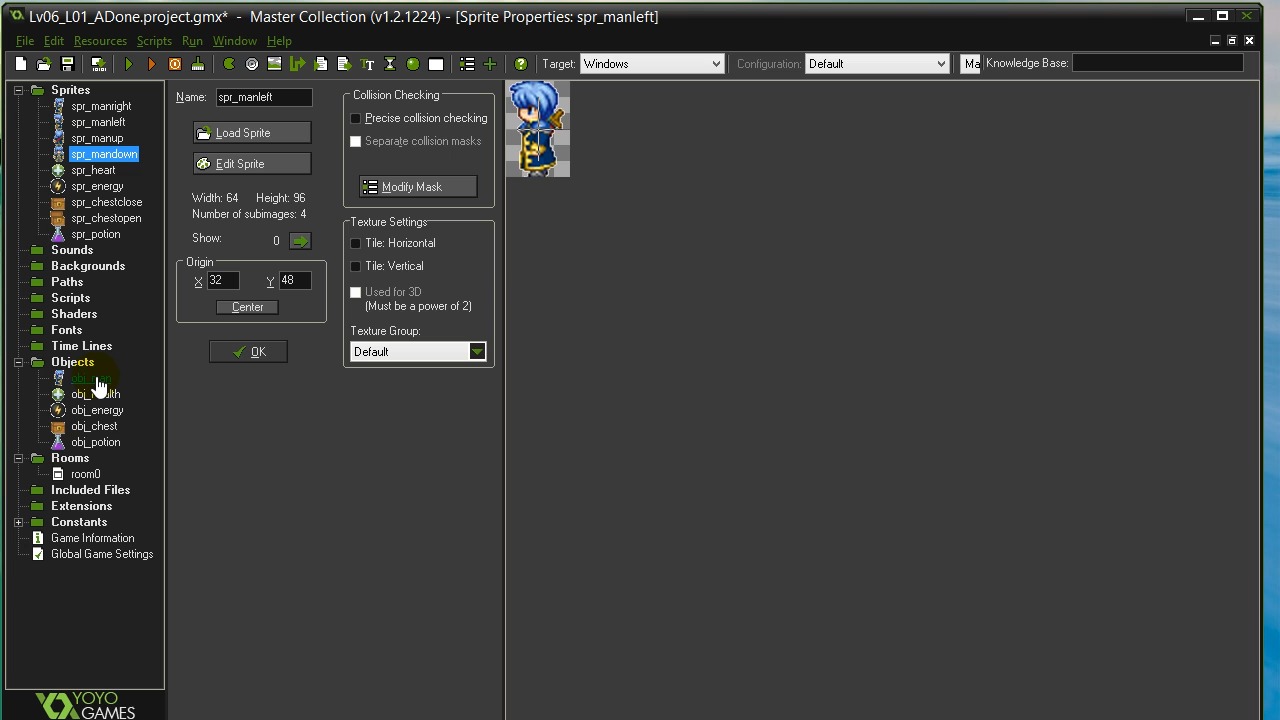 Lv06_L01_ADone.project.gmx* - Master Collection (v1.2.1224) - [Sprite Properties: spr_manleft]
File Edit Resources Scripts Run Window Help
Target: Windows Configuration: Default Ma Knowledge Base:
Sprites
spr_manright
spr_manleft
spr_manup
spr_mandown
spr_heart
spr_energy
spr_chestclose
spr_chestopen
spr_potion
Sounds
Backgrounds
Paths
Scripts
Shaders
Fonts
Time Lines
Objects
obj_man
obj_health
obj_energy
obj_chest
obj_potion
Rooms
room0
Included Files
Extensions
Constants
Game Information
Global Game Settings
YOYO
GAMES
Name: spr_manleft
Load Sprite
Edit Sprite
Width: 64 Height: 96
Number of subimages: 4
Show: 0
Origin
X 32 Y 48
Center
OK
Collision Checking
Precise collision checking
Separate collision masks
Modify Mask
Texture Settings
Tile: Horizontal
Tile: Vertical
Used for 3D
(Must be a power of 2)
Texture Group:
Default